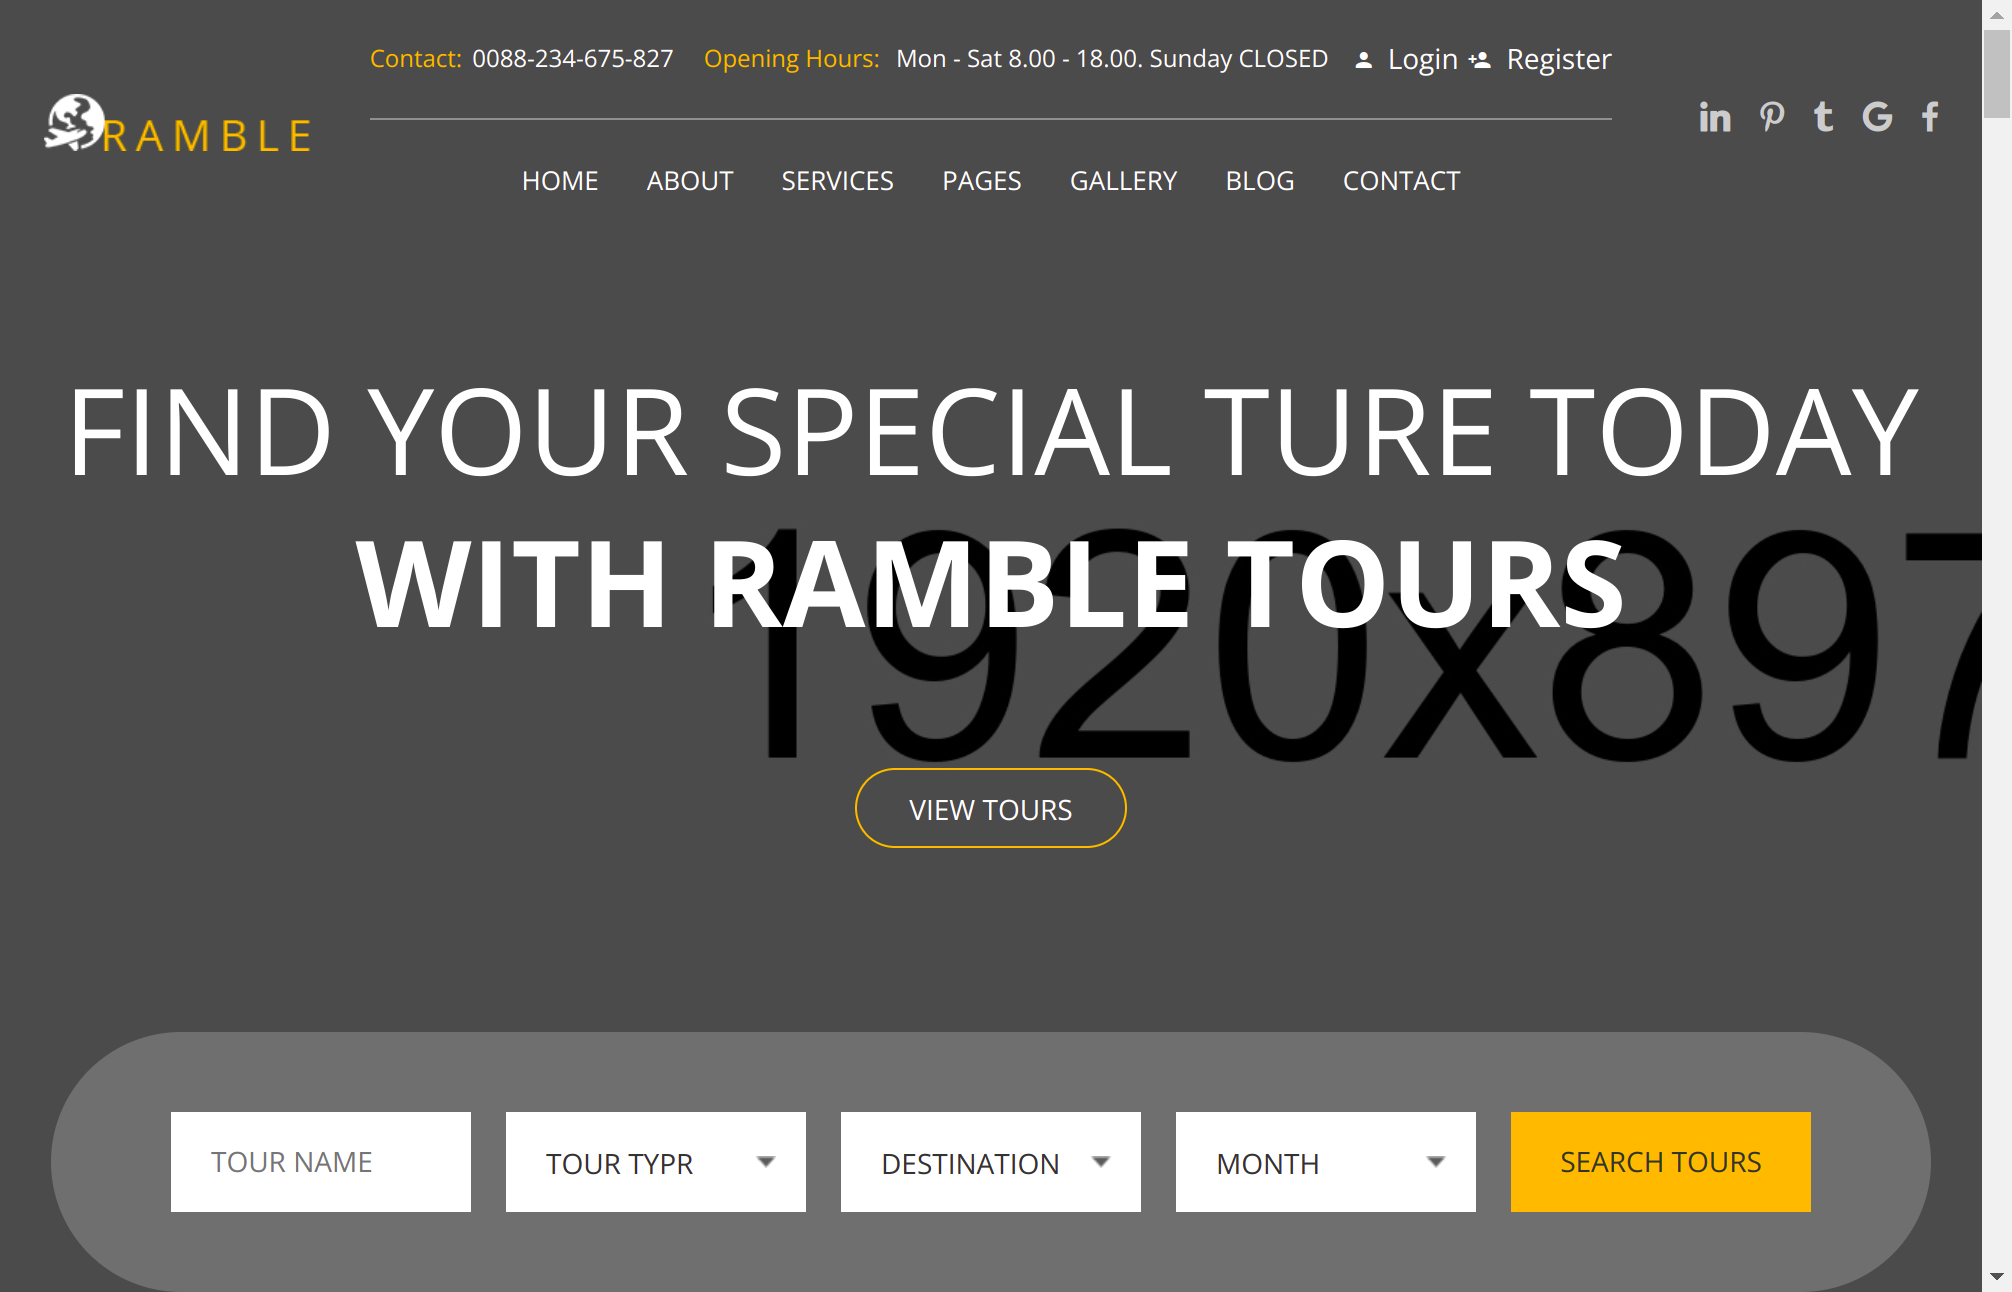 Contact: 0088-234-675-827 Opening Hours: Mon - Sat 8.00 - 18.00. Sunday CLOSED Login Register
RAMBLE
HOME ABOUT SERVICES PAGES GALLERY BLOG CONTACT
FIND YOUR SPECIAL TURE TODAY
WITH RAMBLE TOURS
1920x897
VIEW TOURS
TOUR NAME TOUR TYPR DESTINATION MONTH SEARCH TOURS